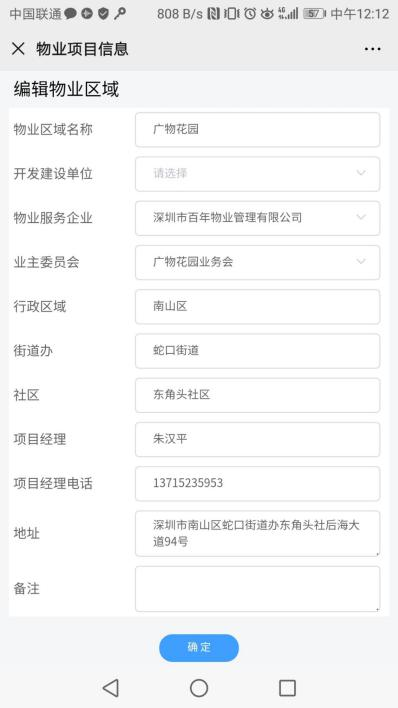 中国联通 808 B/s 4G 57 中午12:12
物业项目信息
编辑物业区域
物业区域名称 广物花园
开发建设单位 请选择
物业服务企业 深圳市百年物业管理有限公司
业主委员会 广物花园业务会
行政区域 南山区
街道办 蛇口街道
社区 东角头社区
项目经理 朱汉平
项目经理电话 13715235953
地址 深圳市南山区蛇口街道办东角头社后海大
道94号
备注
确定